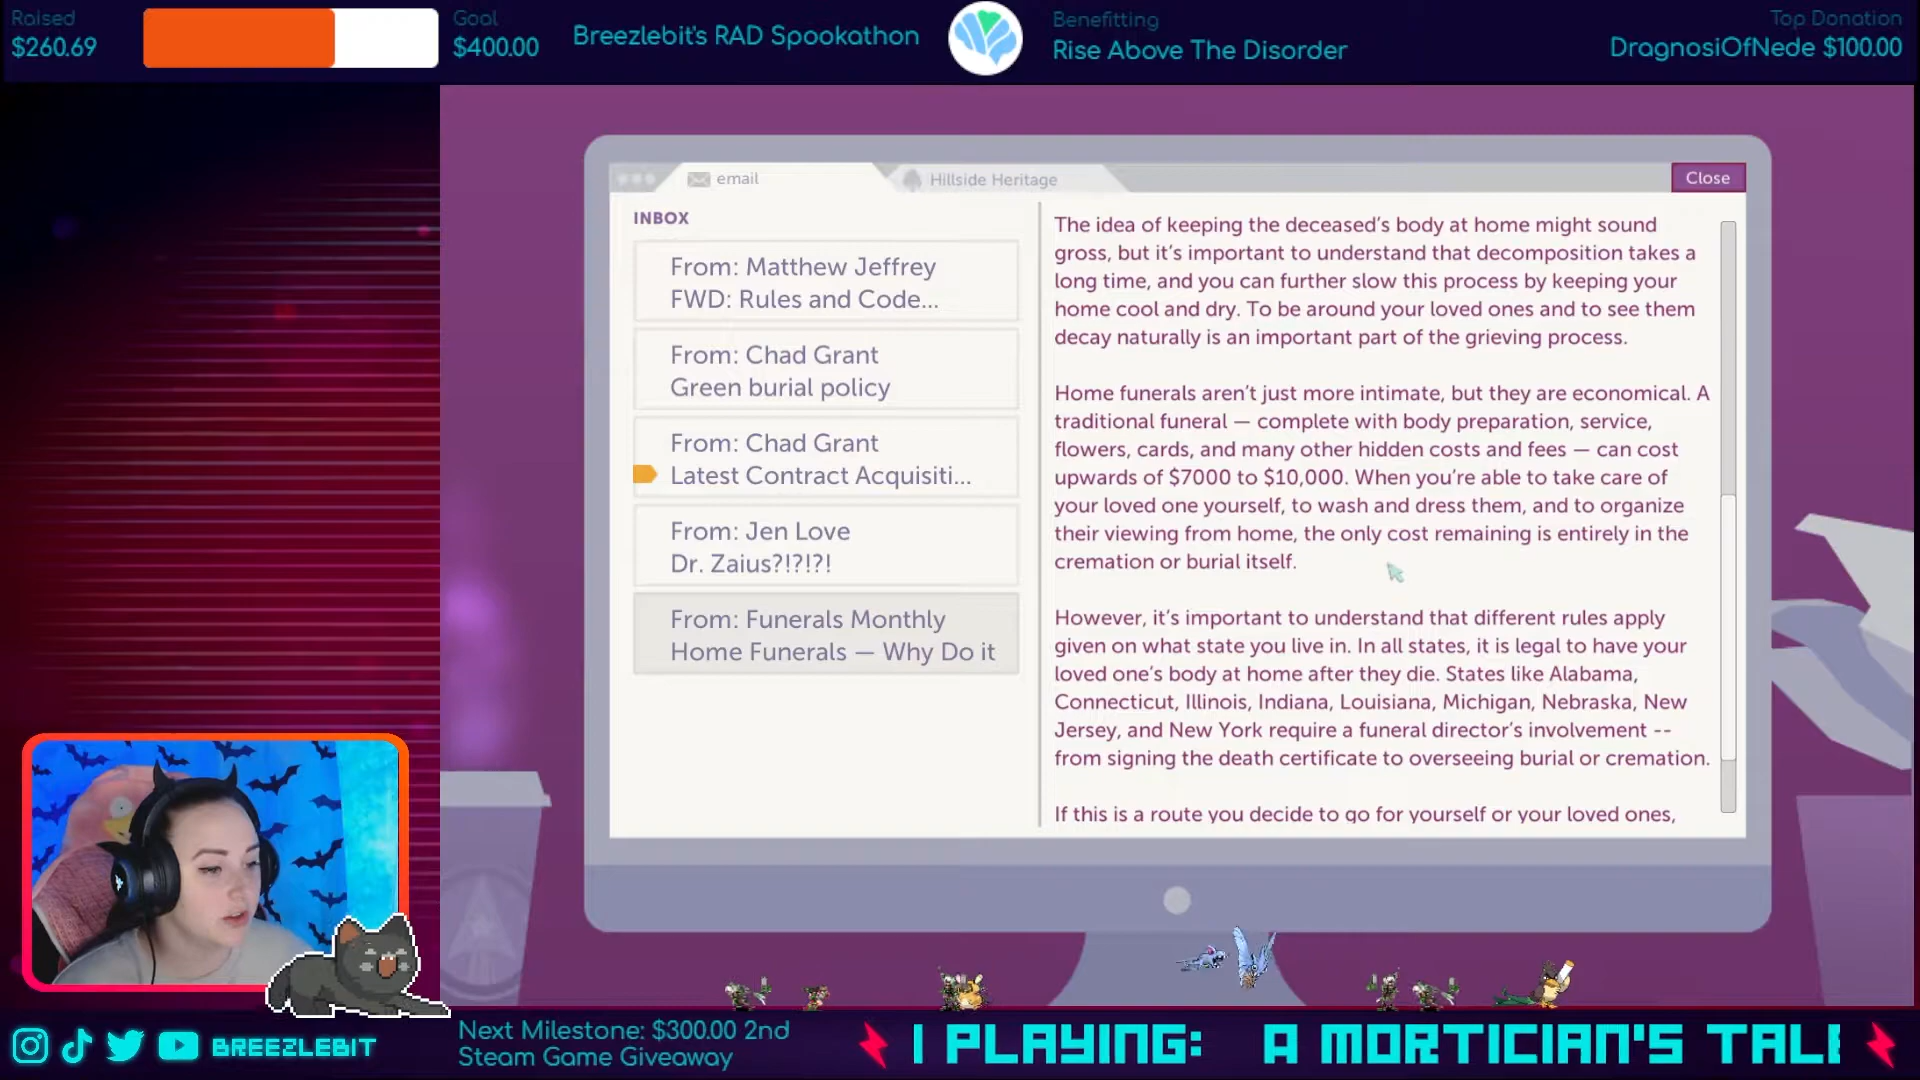 Raised
$260.69
Goal
$400.00
Breezlebit's RAD Spookathon
Benefitting
Rise Above The Disorder
Top Donation
DragnosiOfNede $100.00
email
Hillside Heritage
Close
INBOX
From: Matthew Jeffrey
FWD: Rules and Code...
From: Chad Grant
Green burial policy
From: Chad Grant
Latest Contract Acquisiti...
From: Jen Love
Dr. Zaius?!?!?!
From: Funerals Monthly
Home Funerals — Why Do it
The idea of keeping the deceased's body at home might sound
gross, but it's important to understand that decomposition takes a
long time, and you can further slow this process by keeping your
home cool and dry. To be around your loved ones and to see them
decay naturally is an important part of the grieving process.
Home funerals aren't just more intimate, but they are economical. A
traditional funeral — complete with body preparation, service,
flowers, cards, and many other hidden costs and fees — can cost
upwards of $7000 to $10,000. When you're able to take care of
your loved one yourself, to wash and dress them, and to organize
their viewing from home, the only cost remaining is entirely in the
cremation or burial itself.
However, it's important to understand that different rules apply
given on what state you live in. In all states, it is legal to have your
loved one's body at home after they die. States like Alabama,
Connecticut, Illinois, Indiana, Louisiana, Michigan, Nebraska, New
Jersey, and New York require a funeral director's involvement --
from signing the death certificate to overseeing burial or cremation.
If this is a route you decide to go for yourself or your loved ones,
BREEZLEBIT
Next Milestone: $300.00 2nd
Steam Game Giveaway
I PLAYING: A MORTICIAN'S TALE